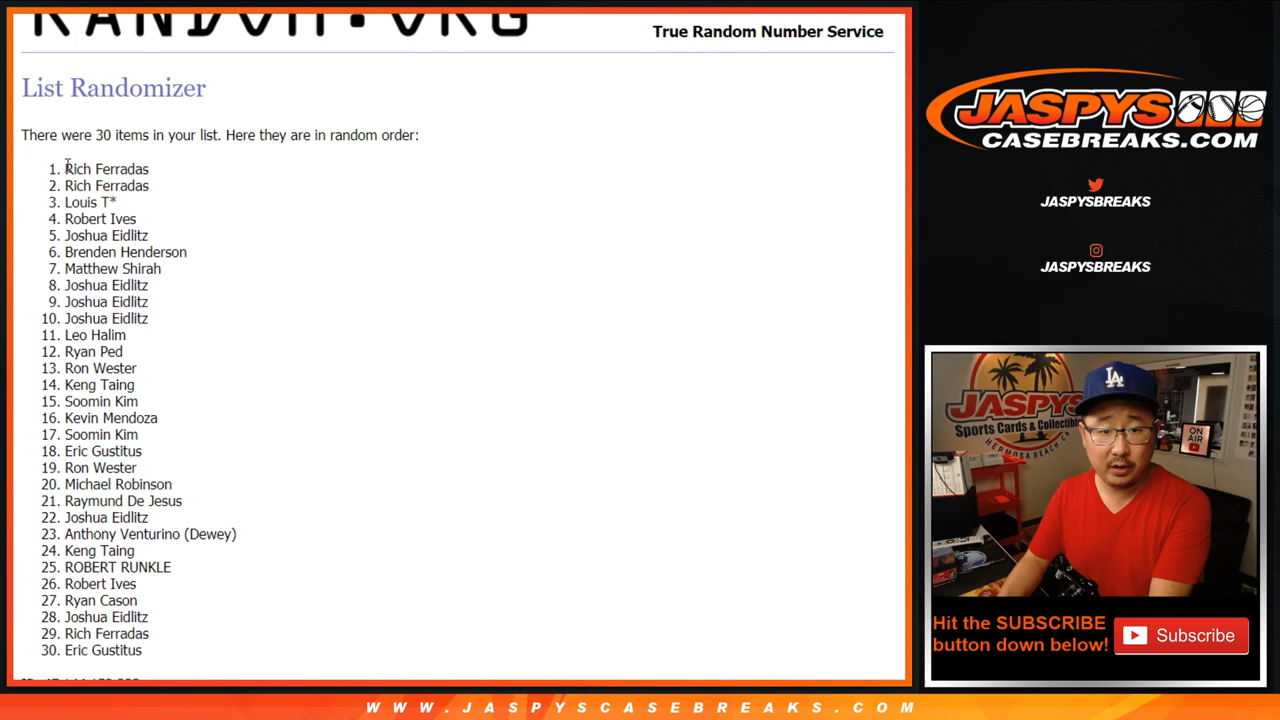 RANDOM.ORG
True Random Number Service
List Randomizer
There were 30 items in your list. Here they are in random order:
1. Rich Ferradas
2. Rich Ferradas
3. Louis T*
4. Robert Ives
5. Joshua Eidlitz
6. Brenden Henderson
7. Matthew Shirah
8. Joshua Eidlitz
9. Joshua Eidlitz
10. Joshua Eidlitz
11. Leo Halim
12. Ryan Ped
13. Ron Wester
14. Keng Taing
15. Soomin Kim
16. Kevin Mendoza
17. Soomin Kim
18. Eric Gustitus
19. Ron Wester
20. Michael Robinson
21. Raymund De Jesus
22. Joshua Eidlitz
23. Anthony Venturino (Dewey)
24. Keng Taing
25. ROBERT RUNKLE
26. Robert Ives
27. Ryan Cason
28. Joshua Eidlitz
29. Rich Ferradas
30. Eric Gustitus
JASPYS
CASEBREAKS.COM
JASPYSBREAKS
JASPYSBREAKS
JASPYS
Sports Cards & Collectibles
HERMOSA BEACH, CA
LA
ON
AIR
Hit the SUBSCRIBE
button down below!
Subscribe
WWW.JASPYSCASEBREAKS.COM